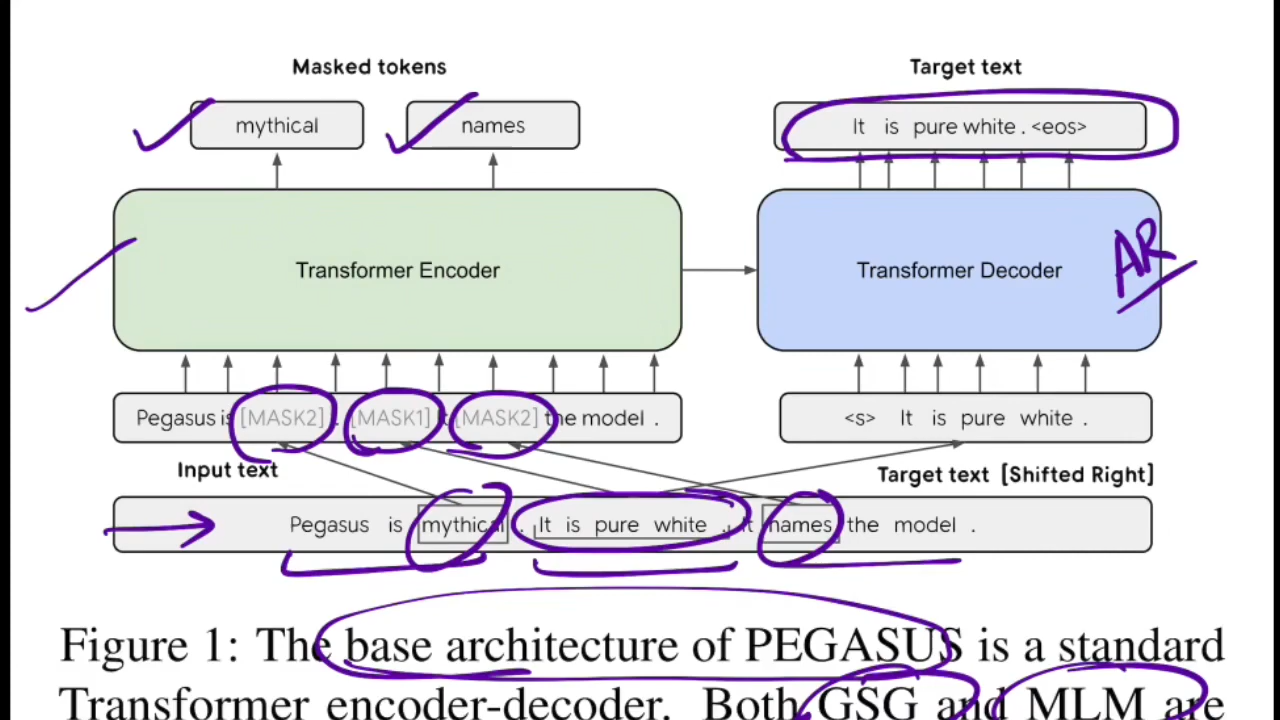 Masked tokens
Target text
mythical
names
It is pure white . <eos>
Transformer Encoder
Transformer Decoder
AR
Pegasus is [MASK2] . [MASK1] It [MASK2] the model .
<s> It is pure white .
Input text
Target text [Shifted Right]
Pegasus is mythical . It is pure white . It names the model .
Figure 1: The base architecture of PEGASUS is a standard
Transformer encoder-decoder. Both GSG and MLM are